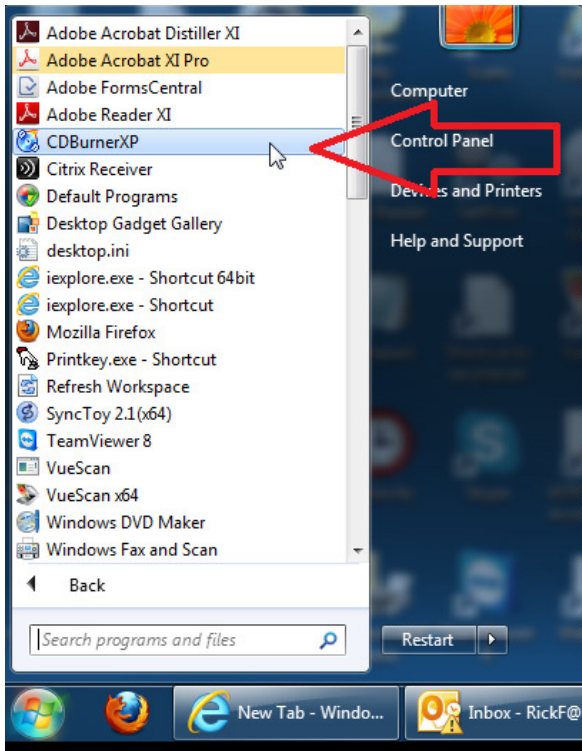 Adobe Acrobat Distiller XI
Adobe Acrobat XI Pro
Adobe FormsCentral
Adobe Reader XI
CDBurnerXP
Citrix Receiver
Default Programs
Desktop Gadget Gallery
desktop.ini
iexplore.exe - Shortcut 64bit
iexplore.exe - Shortcut
Mozilla Firefox
Printkey.exe - Shortcut
Refresh Workspace
SyncToy 2.1(x64)
TeamViewer 8
VueScan
VueScan x64
Windows DVD Maker
Windows Fax and Scan
Back
Search programs and files
Computer
Control Panel
Devices and Printers
Help and Support
Restart
New Tab - Windo...
Inbox - RickF@